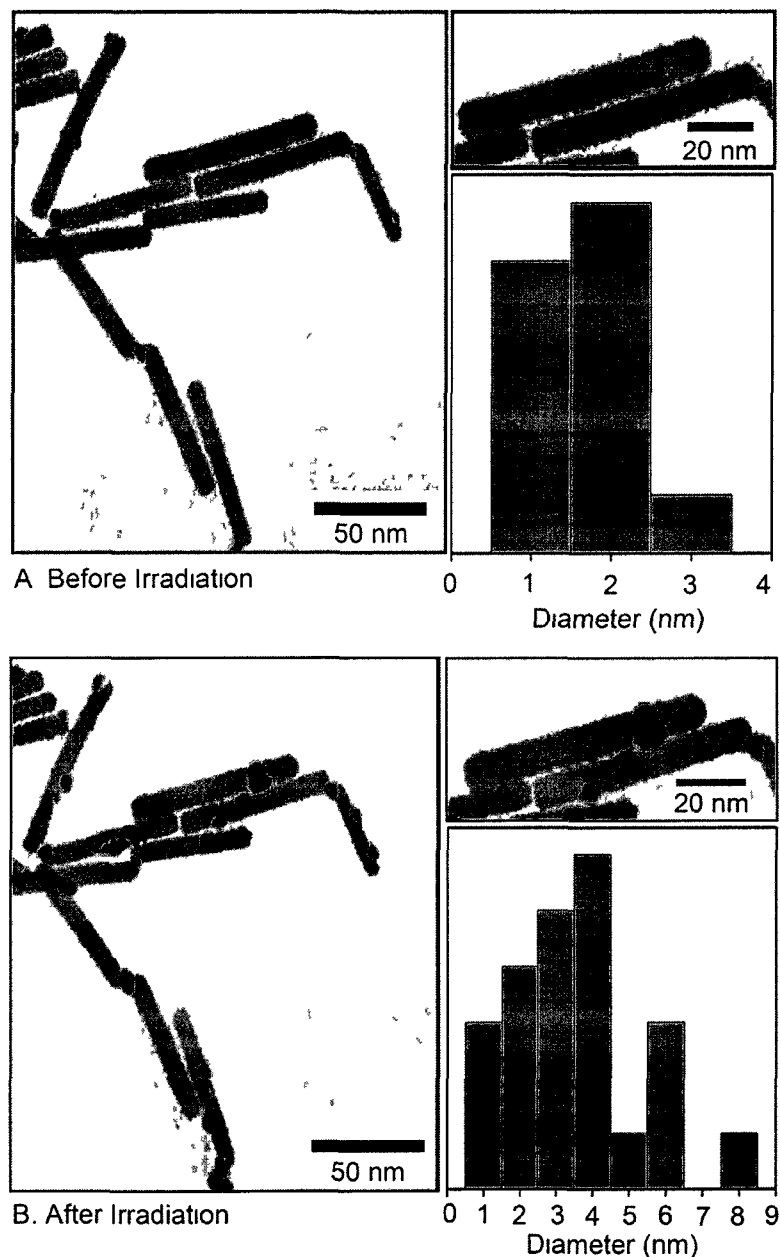 20 nm
50 nm
A Before Irradiation
0 1 2 3 4
Diameter (nm)
20 nm
50 nm
B. After Irradiation
0 1 2 3 4 5 6 7 8 9
Diameter (nm)